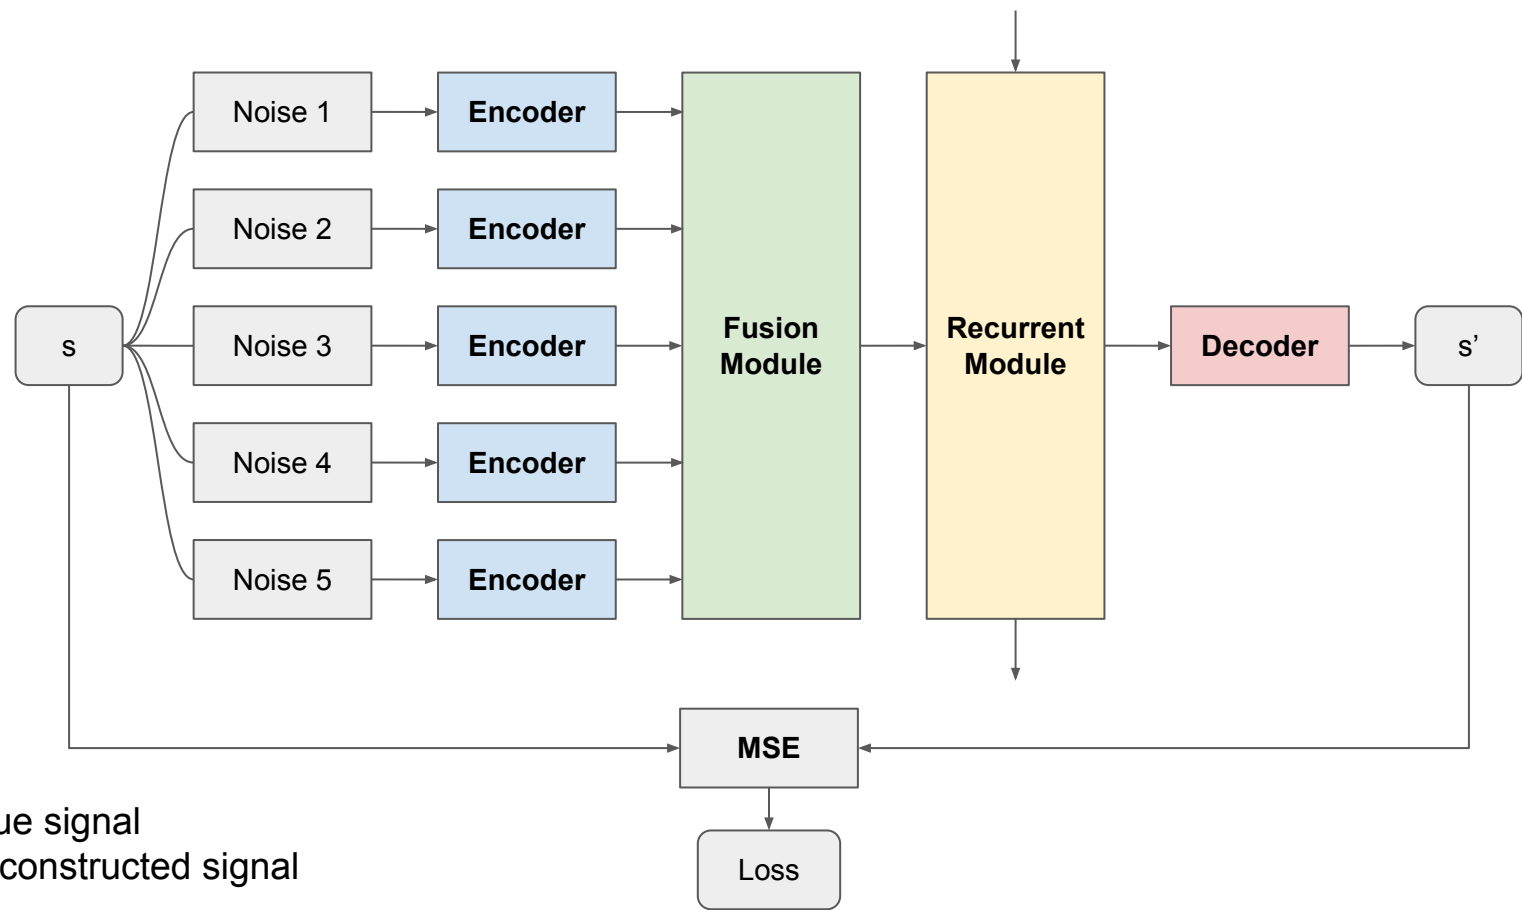 Noise 1
Encoder
Noise 2
Encoder
Noise 3
Encoder
Noise 4
Encoder
Noise 5
Encoder
s
Fusion
Module
Recurrent
Module
Decoder
s’
MSE
Loss
ue signal
constructed signal